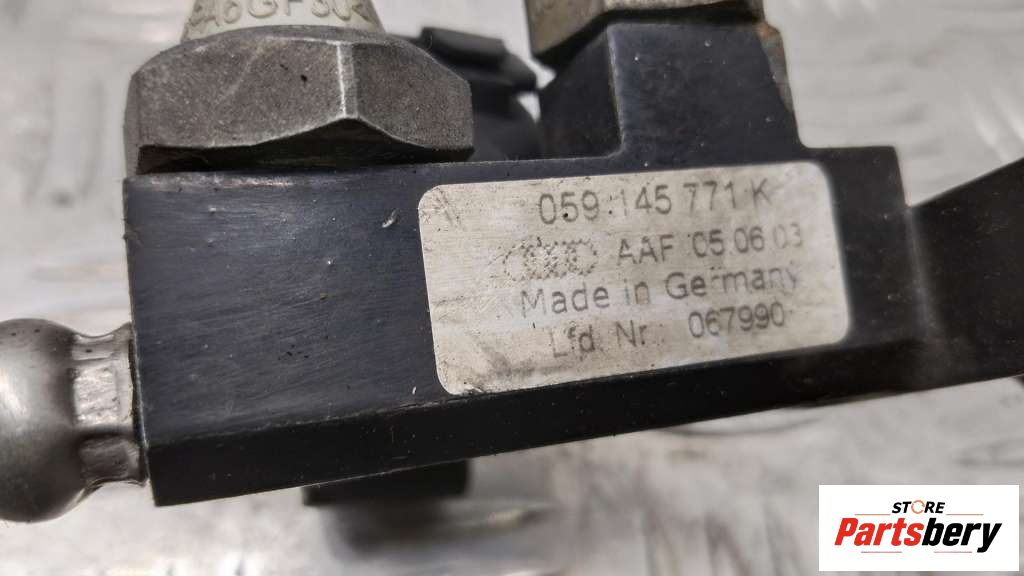 059 145 771 K
AAF 05 06 03
Made in Germany
Lfd. Nr. 067990
STORE
Partsbery